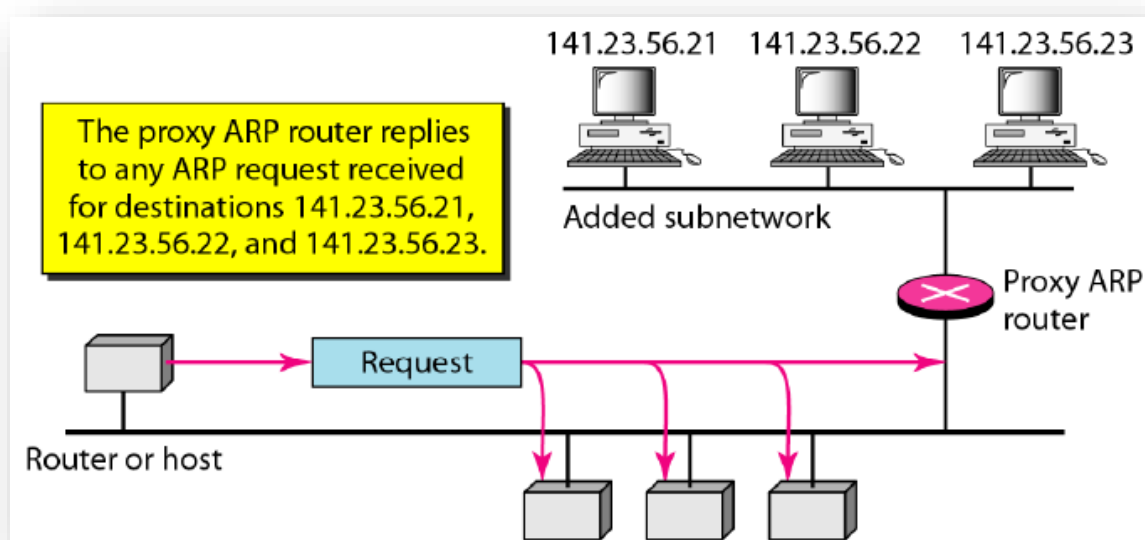 141.23.56.21 141.23.56.22 141.23.56.23
The proxy ARP router replies
to any ARP request received
for destinations 141.23.56.21,
141.23.56.22, and 141.23.56.23.
Added subnetwork
Proxy ARP
router
Request
Router or host